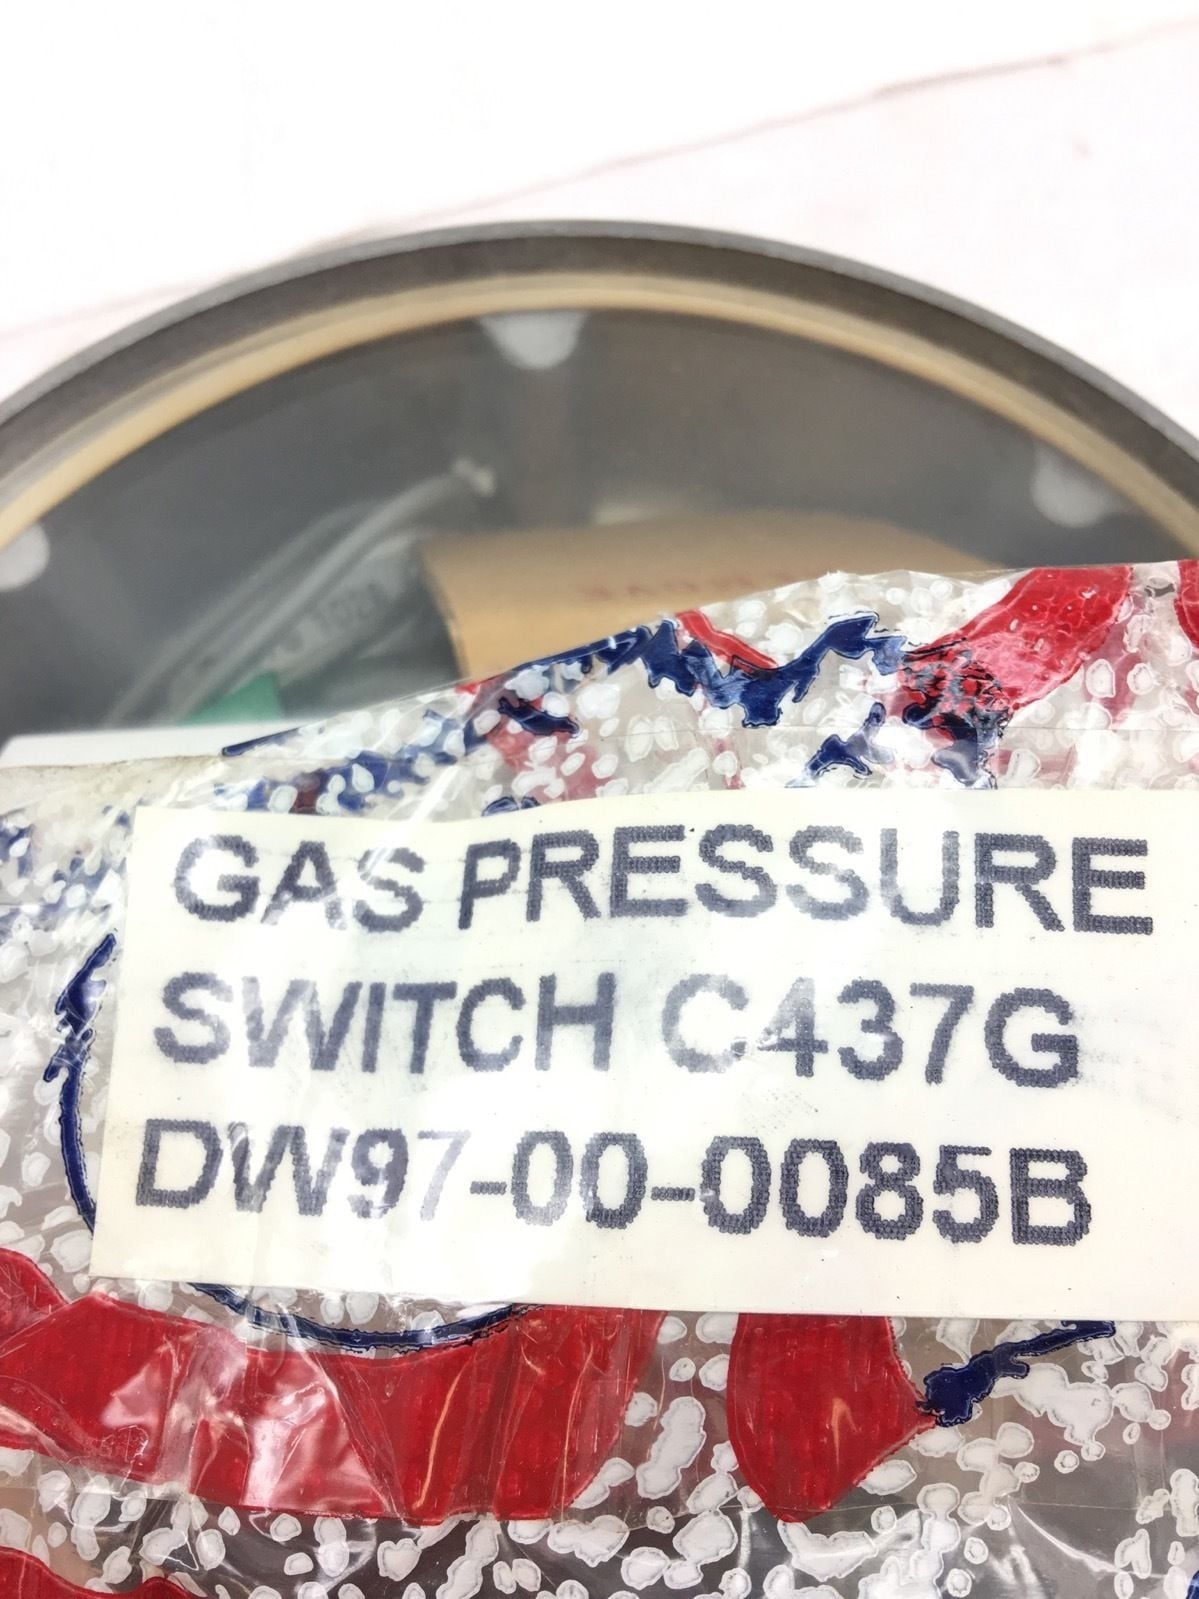 GAS PRESSURE
SWITCH C437G
DW97-00-0085B